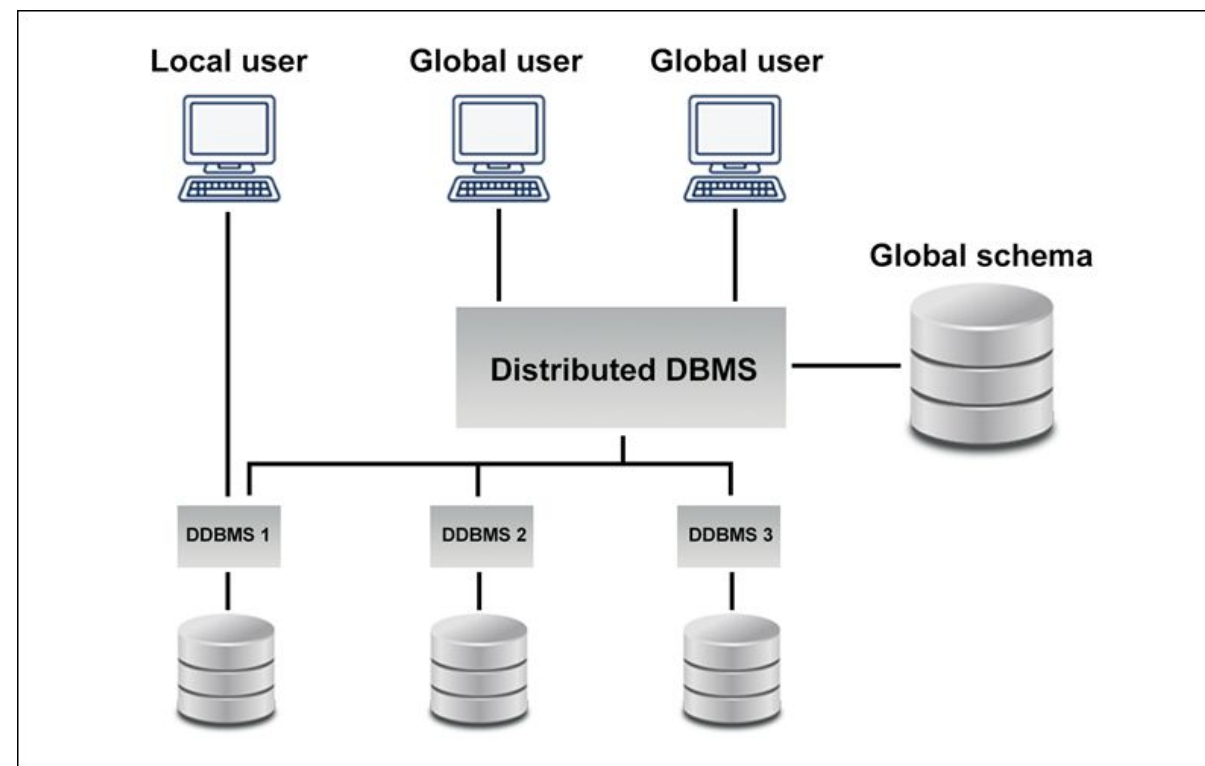 Local user
Global user
Global user
Global schema
Distributed DBMS
DDBMS 1
DDBMS 2
DDBMS 3